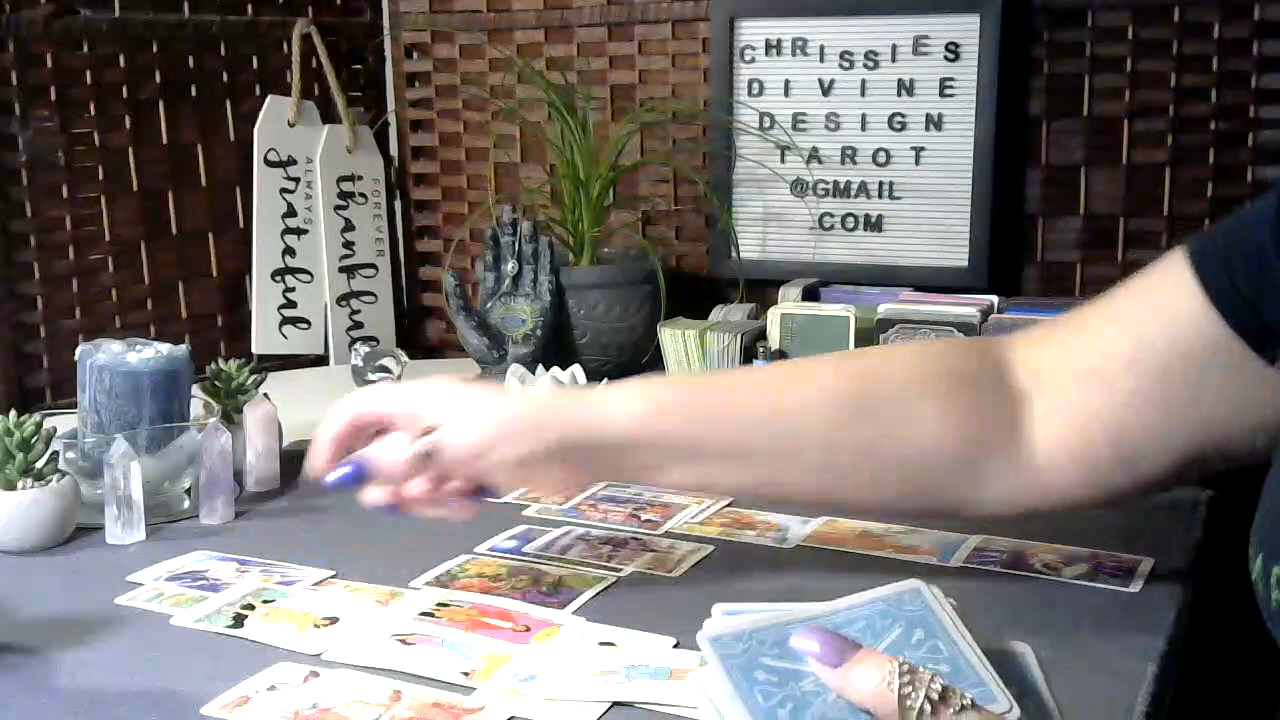 ALWAYS
grateful
FOREVER
thankful
CHRISSIES
DIVINE
DESIGN
TAROT
@GMAIL
.COM